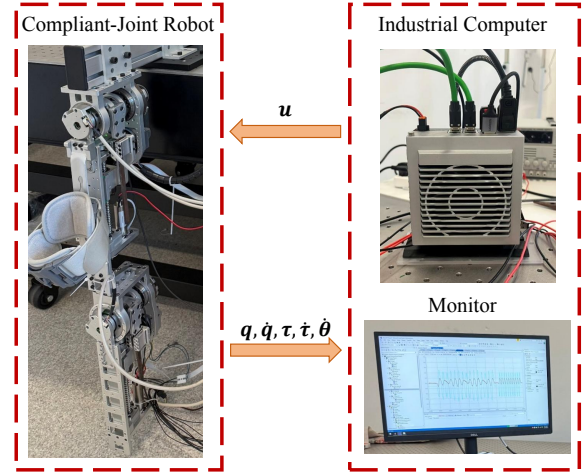 Compliant-Joint Robot
Industrial Computer
u
q, q̇, τ, τ̇, θ̇
Monitor